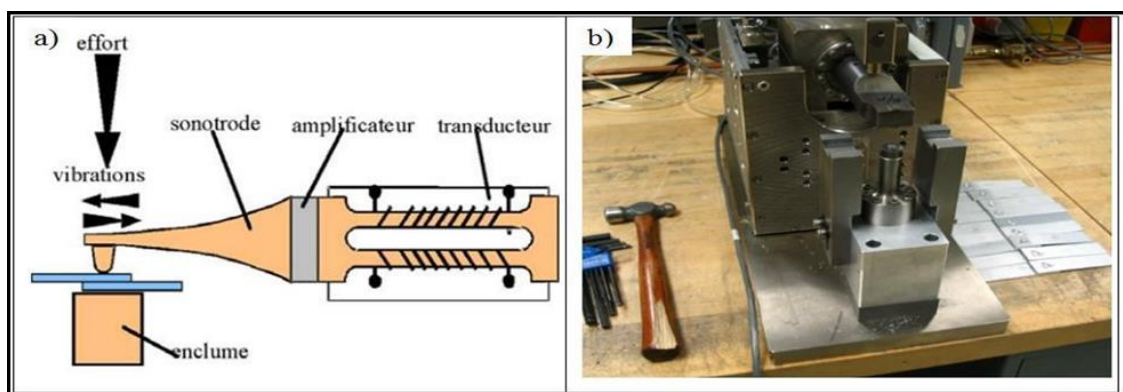 a)
effort
sonotrode
amplificateur
transducteur
vibrations
enclume
b)